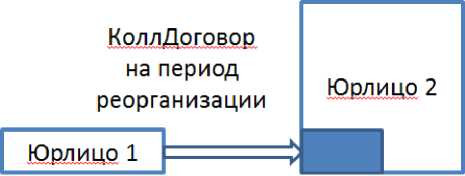 КоллДоговор
на период
реорганизации
Юрлицо 2
Юрлицо 1